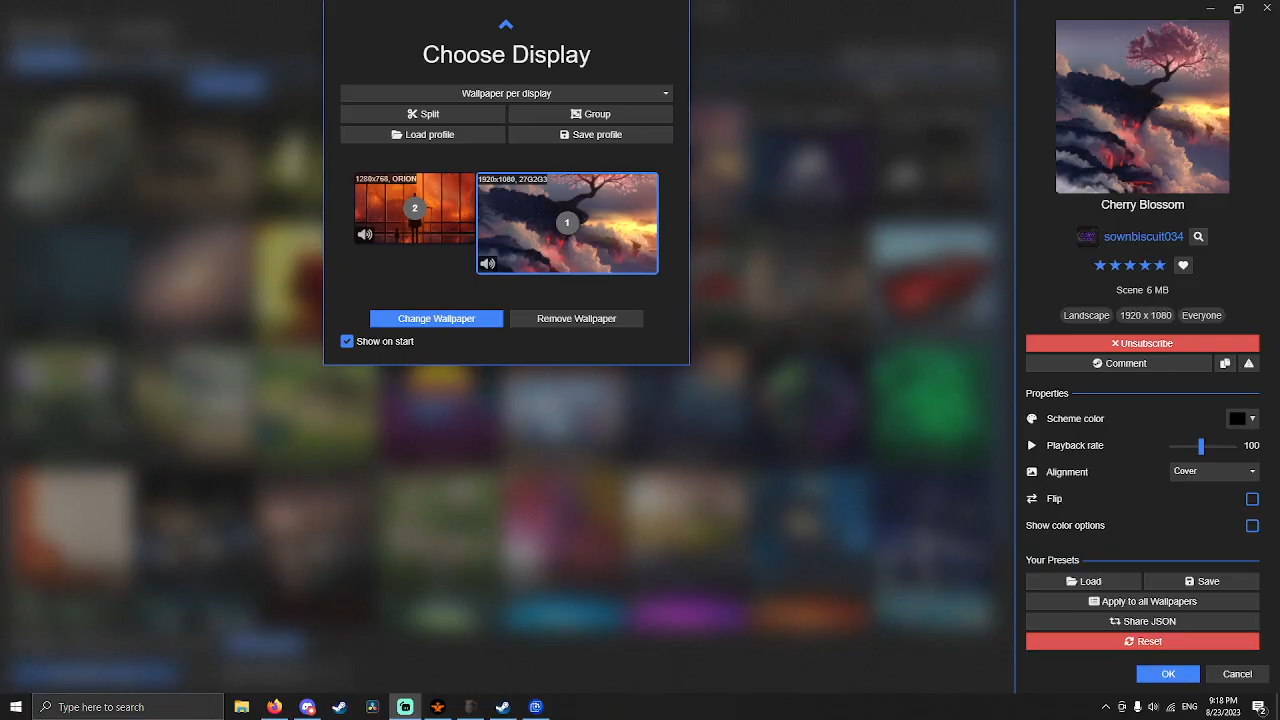 Choose Display
Wallpaper per display
Split
Group
Load profile
Save profile
1280x768, ORION
2
1920x1080, 27G2G3
1
Change Wallpaper
Remove Wallpaper
Show on start
Cherry Blossom
sownbiscuit034
Scene 6 MB
Landscape
1920 x 1080
Everyone
Unsubscribe
Comment
Properties
Scheme color
Playback rate
100
Alignment
Cover
Flip
Show color options
Your Presets
Load
Save
Apply to all Wallpapers
Share JSON
Reset
OK
Cancel
Type here to search
9:18 PM
8/23/2023